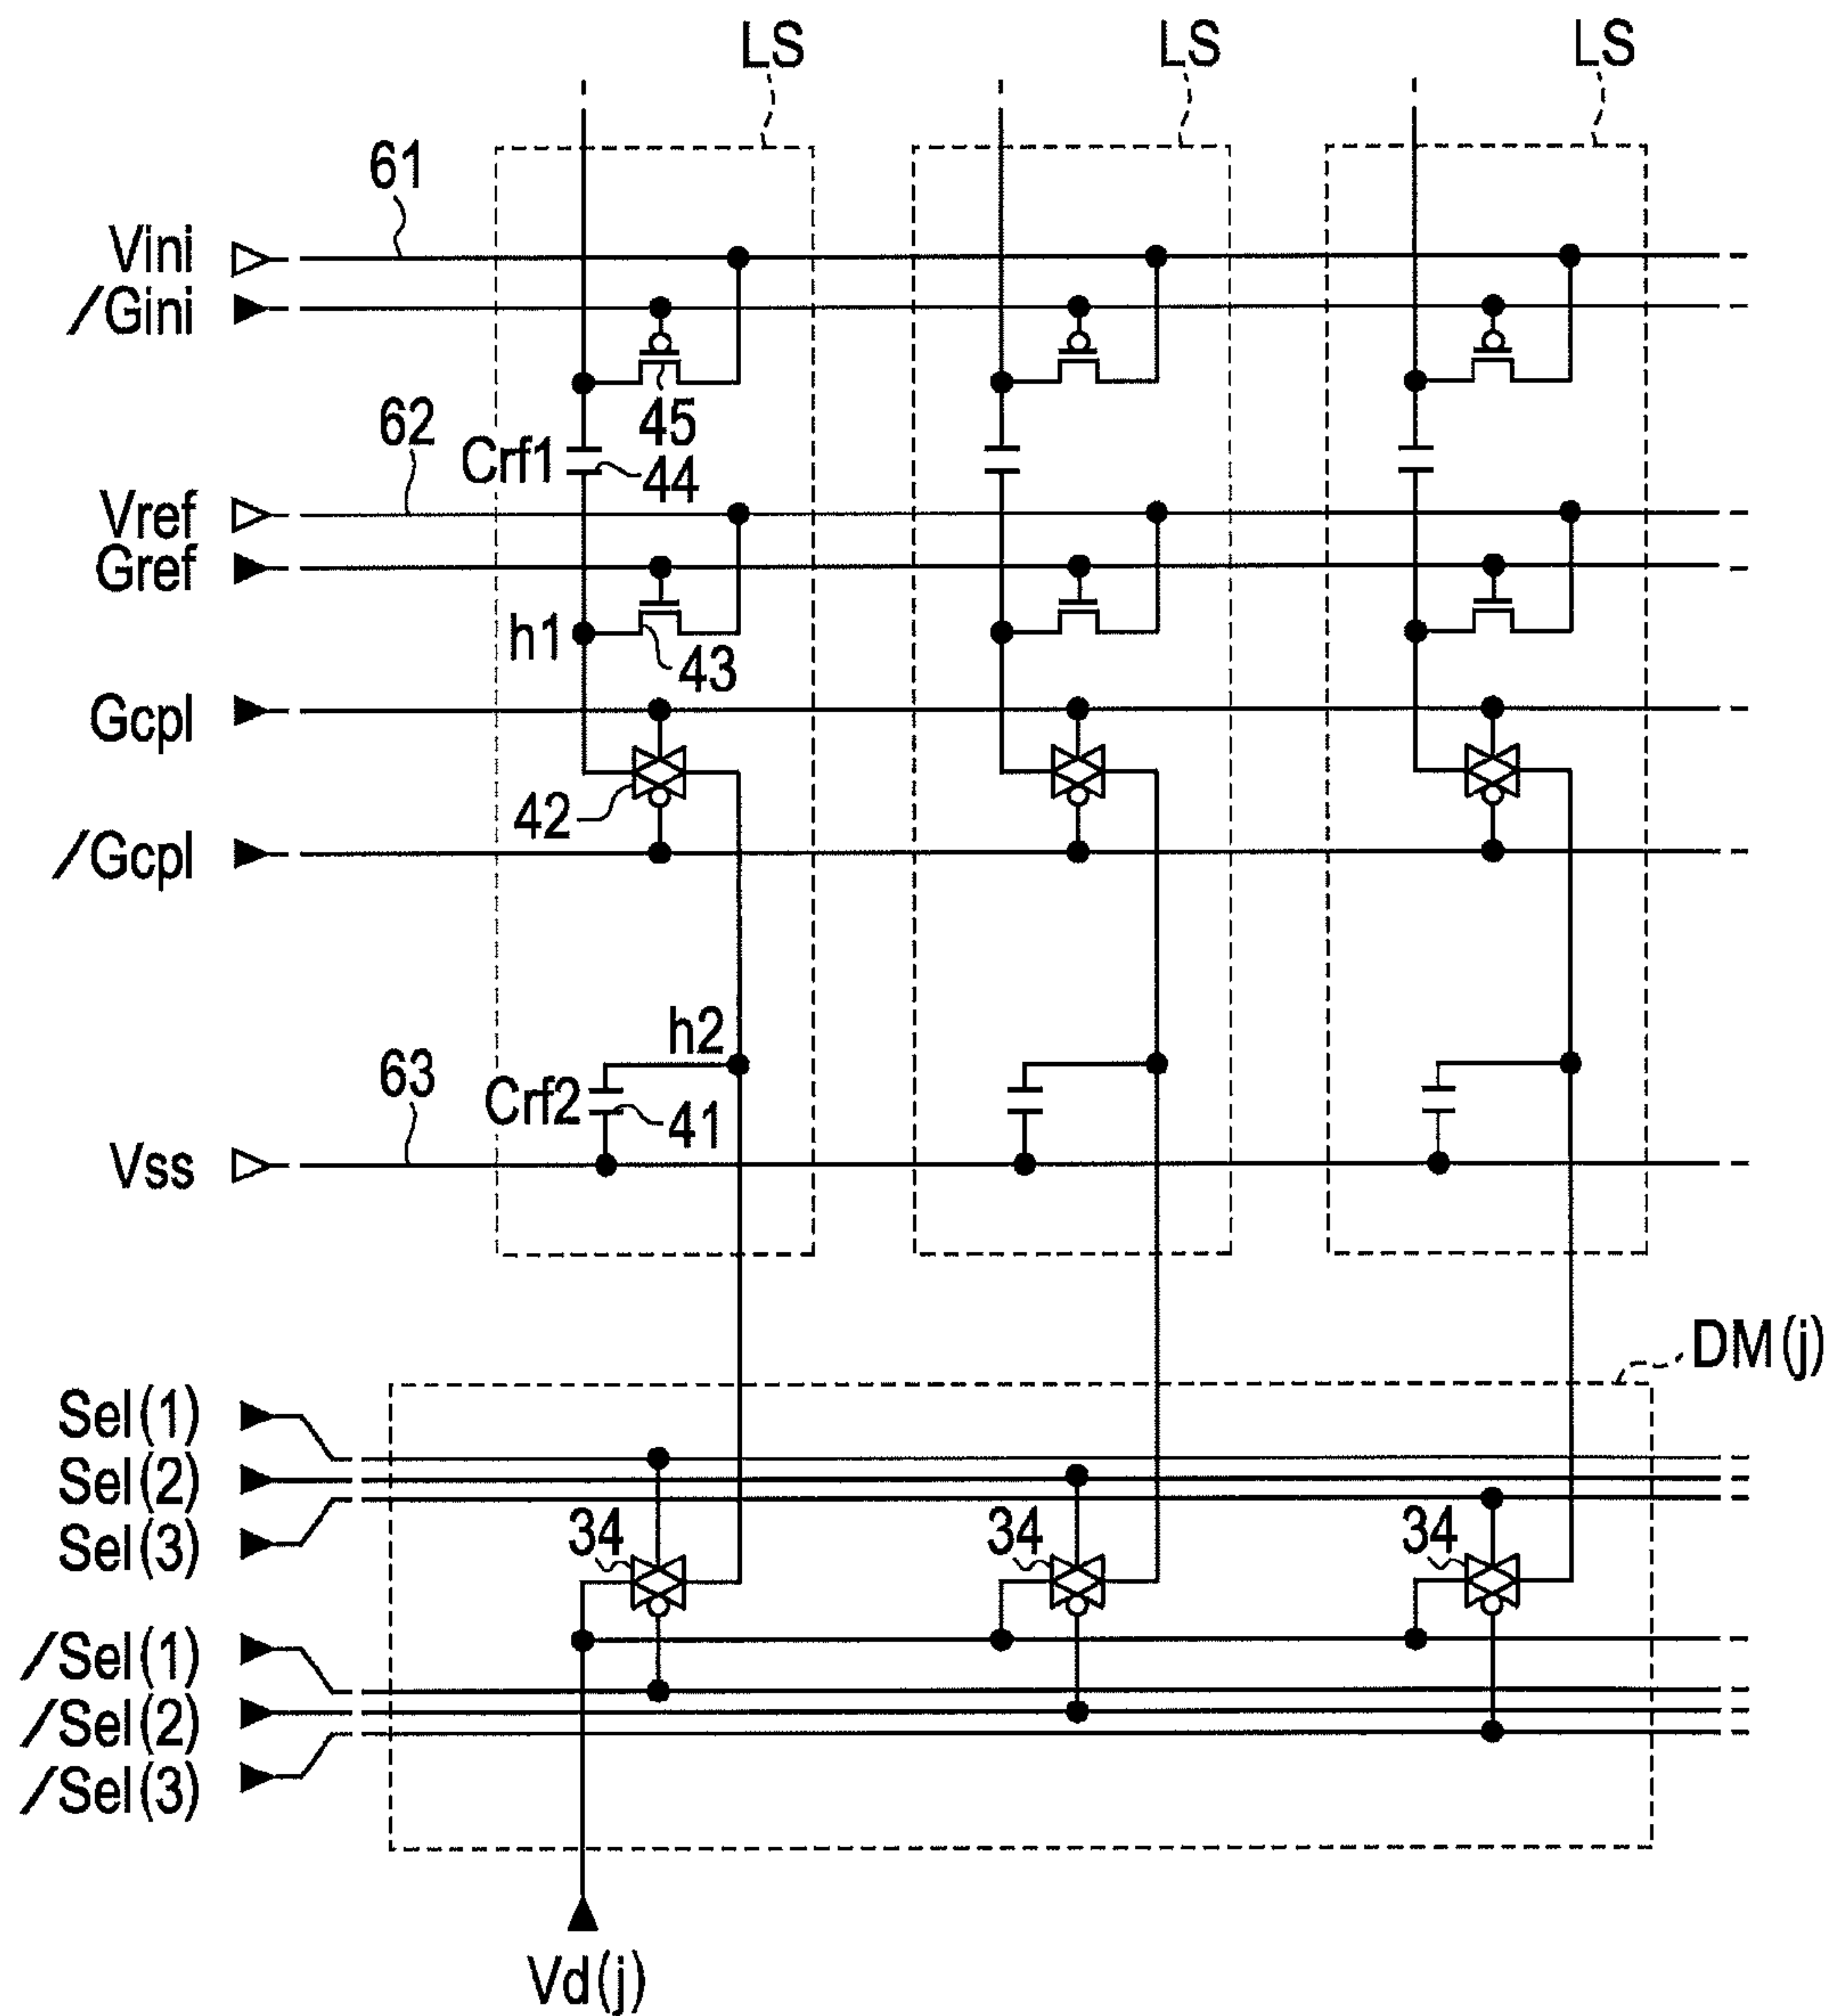 LS LS LS
61
Vini
/Gini
45
62
Crf1 44
Vref
Gref
h1 43
Gcpl
42
/Gcpl
h2
63 Crf2 41
Vss
DM(j)
Sel(1)
Sel(2)
Sel(3)
34 34 34
/Sel(1)
/Sel(2)
/Sel(3)
Vd(j)